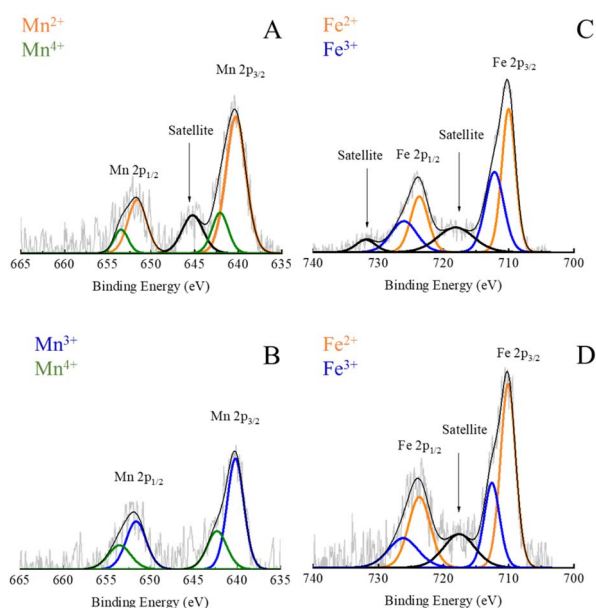 Mn²⁺
Mn⁴⁺
A
Mn 2p₃/₂
Satellite
Mn 2p₁/₂
665 660 655 650 645 640 635
Binding Energy (eV)
Fe²⁺
Fe³⁺
C
Fe 2p₃/₂
Satellite
Fe 2p₁/₂
Satellite
740 730 720 710 700
Binding Energy (eV)
Mn³⁺
Mn⁴⁺
B
Mn 2p₃/₂
Mn 2p₁/₂
665 660 655 650 645 640 635
Binding Energy (eV)
Fe²⁺
Fe³⁺
D
Fe 2p₃/₂
Satellite
Fe 2p₁/₂
740 730 720 710 700
Binding Energy (eV)